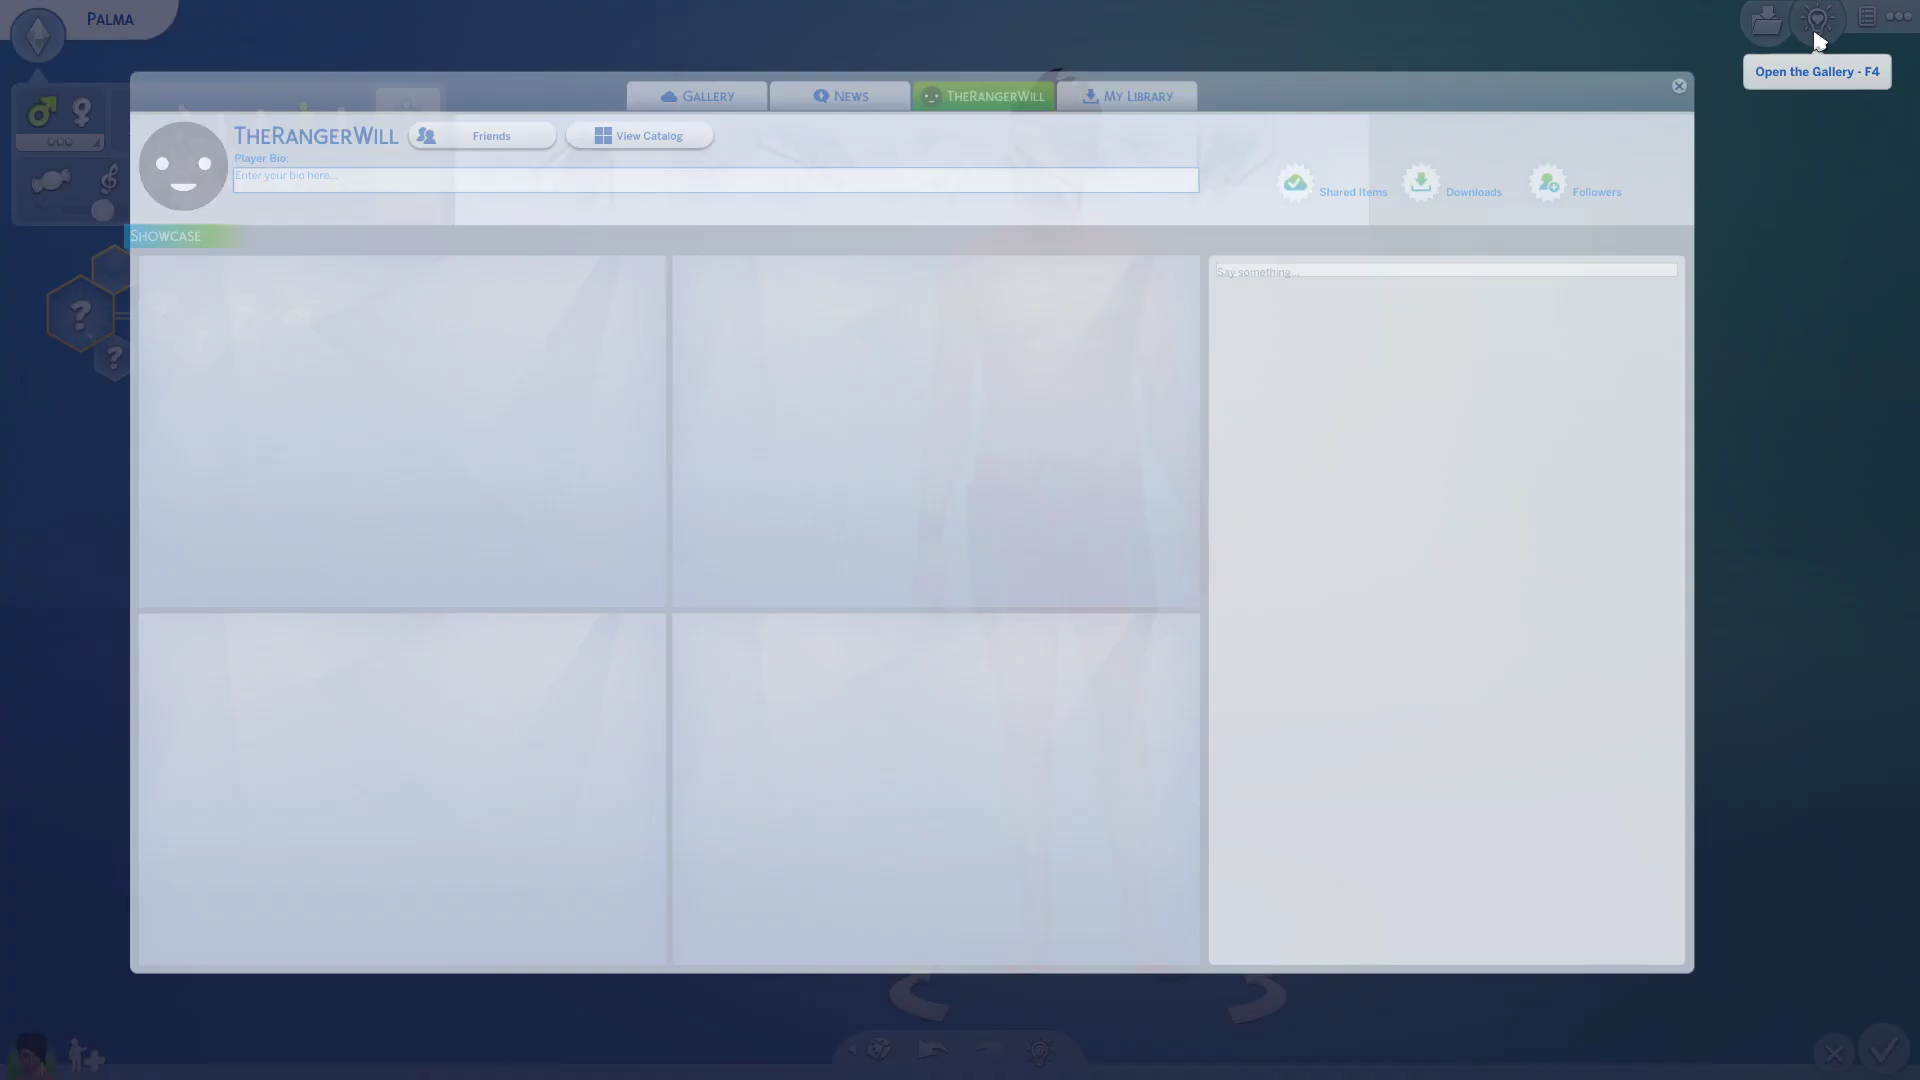 PALMA
Open the Gallery - F4
GALLERY
NEWS
THERANGERWILL
MY LIBRARY
THERANGERWILL
Friends
View Catalog
Player Bio:
Enter your bio here...
Shared Items
Downloads
Followers
SHOWCASE
Say something...
?
?